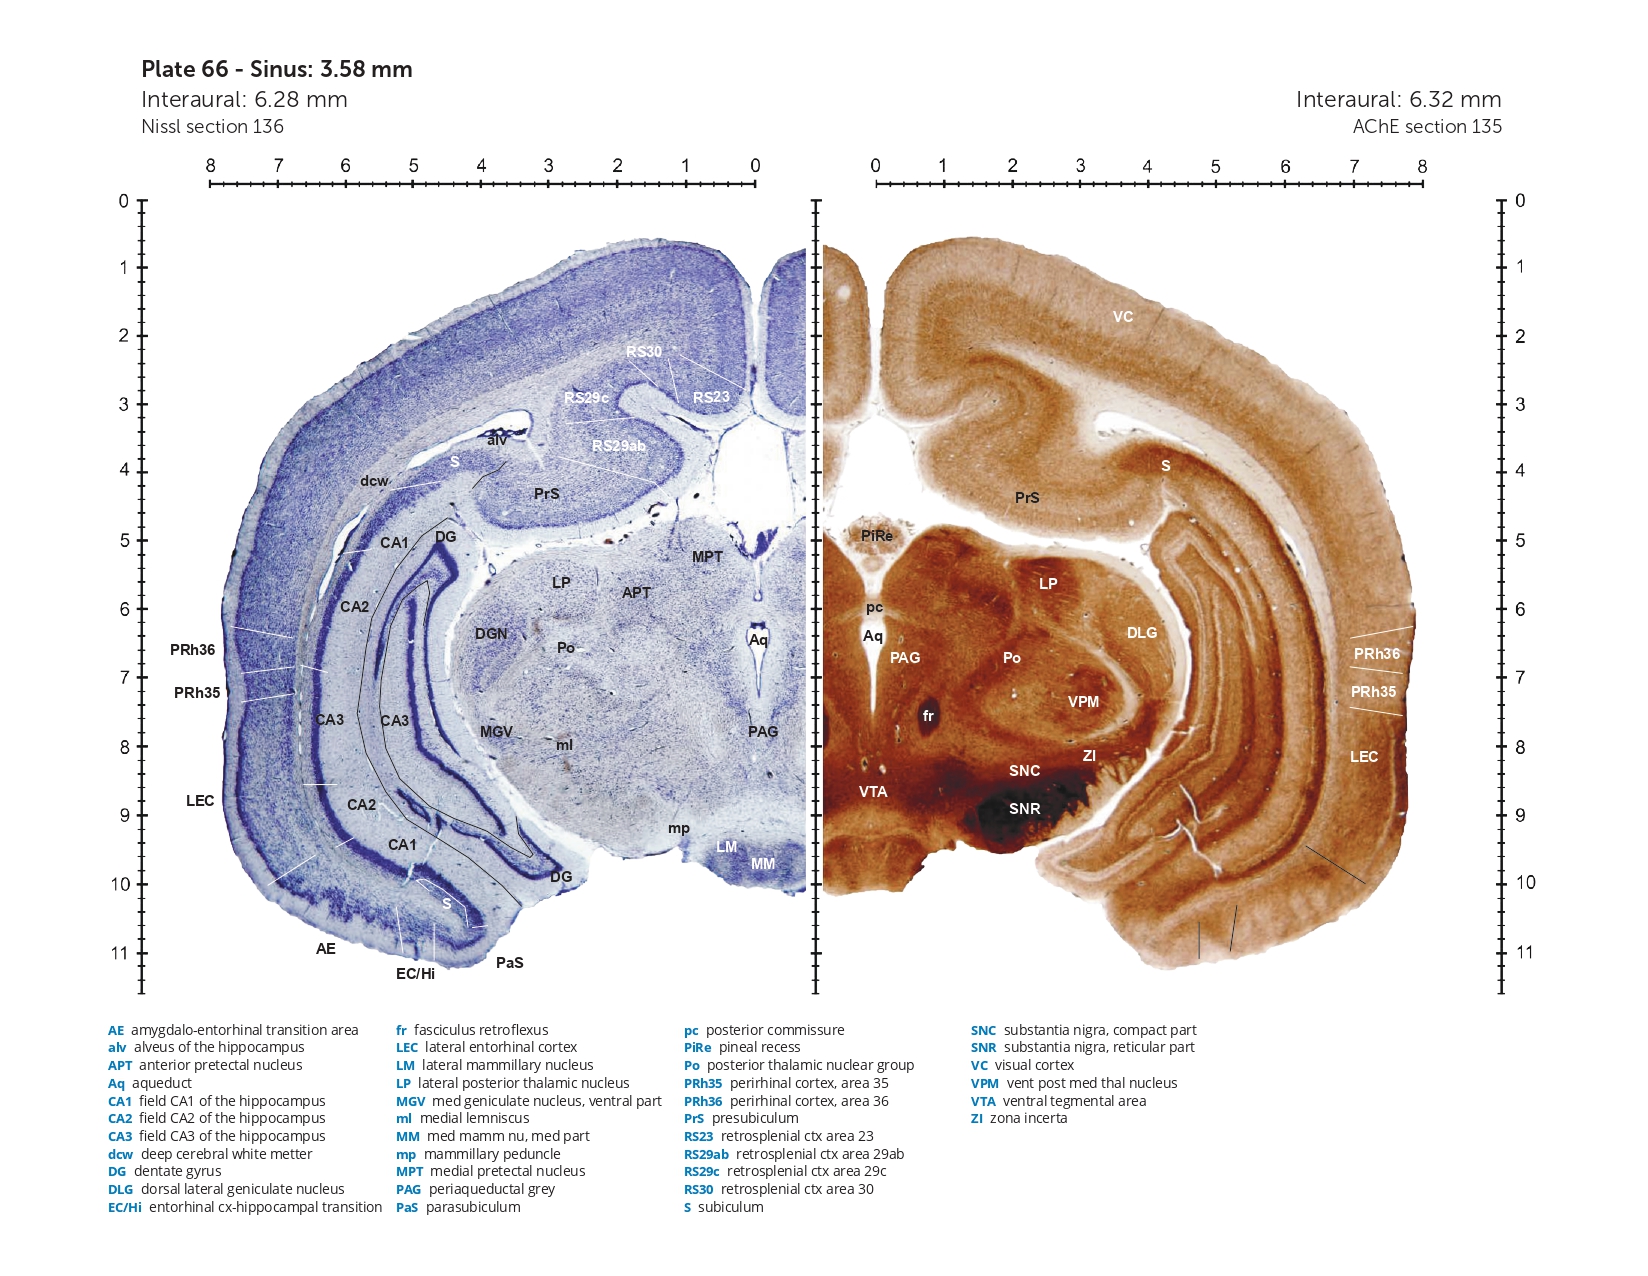 Plate 66 - Sinus: 3.58 mm
Interaural: 6.28 mm
Interaural: 6.32 mm
Nissl section 136
AChE section 135
8 7 6 5 4 3 2 1 0
0 1 2 3 4 5 6 7 8
0
1
2
3
4
5
6
7
8
9
10
11
RS30
RS29c
RS23
alv
RS29ab
S
dcw
PrS
CA1
DG
MPT
LP
APT
CA2
DGN
Aq
Po
PRh36
PRh35
CA3
CA3
MGV
PAG
ml
LEC
CA2
mp
CA1
LM
MM
DG
S
AE
PaS
EC/Hi
VC
S
PrS
PiRe
LP
pc
Aq
DLG
PAG
Po
PRh36
PRh35
VPM
fr
ZI
LEC
SNC
VTA
SNR
0
1
2
3
4
5
6
7
8
9
10
11
AE amygdalo-entorhinal transition area
alv alveus of the hippocampus
APT anterior pretectal nucleus
Aq aqueduct
CA1 field CA1 of the hippocampus
CA2 field CA2 of the hippocampus
CA3 field CA3 of the hippocampus
dcw deep cerebral white metter
DG dentate gyrus
DLG dorsal lateral geniculate nucleus
EC/Hi entorhinal cx-hippocampal transition
fr fasciculus retroflexus
LEC lateral entorhinal cortex
LM lateral mammillary nucleus
LP lateral posterior thalamic nucleus
MGV med geniculate nucleus, ventral part
ml medial lemniscus
MM med mamm nu, med part
mp mammillary peduncle
MPT medial pretectal nucleus
PAG periaqueductal grey
PaS parasubiculum
pc posterior commissure
PiRe pineal recess
Po posterior thalamic nuclear group
PRh35 perirhinal cortex, area 35
PRh36 perirhinal cortex, area 36
PrS presubiculum
RS23 retrosplenial ctx area 23
RS29ab retrosplenial ctx area 29ab
RS29c retrosplenial ctx area 29c
RS30 retrosplenial ctx area 30
S subiculum
SNC substantia nigra, compact part
SNR substantia nigra, reticular part
VC visual cortex
VPM vent post med thal nucleus
VTA ventral tegmental area
ZI zona incerta